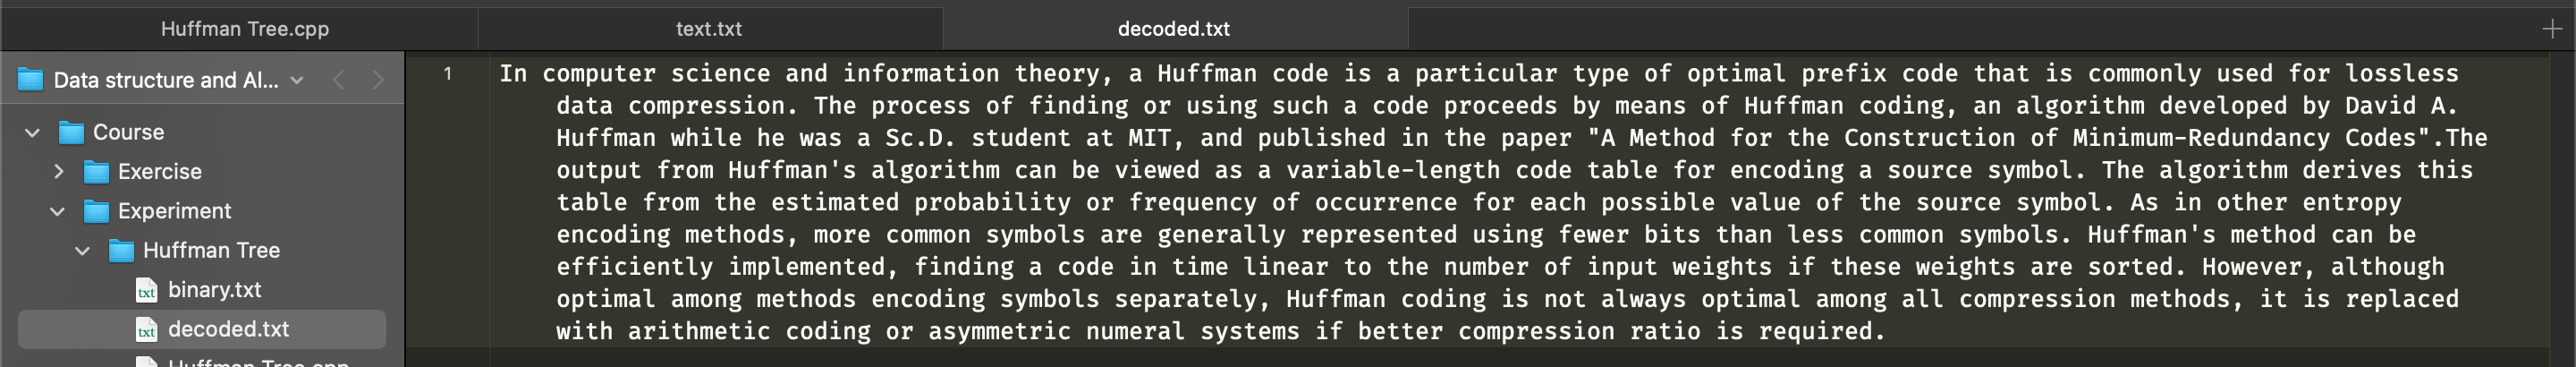 Huffman Tree.cpp
text.txt
decoded.txt
Data structure and Al...
Course
Exercise
Experiment
Huffman Tree
binary.txt
decoded.txt
Huffman Tree.cpp
1
In computer science and information theory, a Huffman code is a particular type of optimal prefix code that is commonly used for lossless
data compression. The process of finding or using such a code proceeds by means of Huffman coding, an algorithm developed by David A.
Huffman while he was a Sc.D. student at MIT, and published in the paper "A Method for the Construction of Minimum-Redundancy Codes".The
output from Huffman's algorithm can be viewed as a variable-length code table for encoding a source symbol. The algorithm derives this
table from the estimated probability or frequency of occurrence for each possible value of the source symbol. As in other entropy
encoding methods, more common symbols are generally represented using fewer bits than less common symbols. Huffman's method can be
efficiently implemented, finding a code in time linear to the number of input weights if these weights are sorted. However, although
optimal among methods encoding symbols separately, Huffman coding is not always optimal among all compression methods, it is replaced
with arithmetic coding or asymmetric numeral systems if better compression ratio is required.